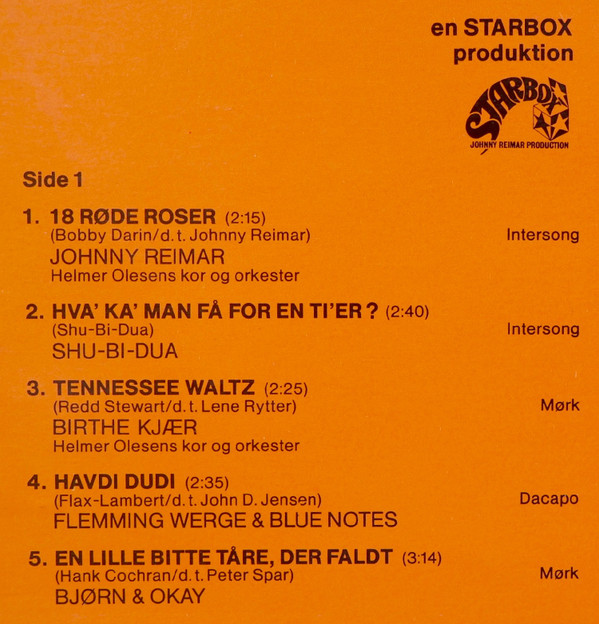 en STARBOX
produktion
STARBOX
JOHNNY REIMAR PRODUCTION
Side 1
1. 18 RØDE ROSER (2:15)
(Bobby Darin/d.t. Johnny Reimar) Intersong
JOHNNY REIMAR
Helmer Olesens kor og orkester
2. HVA' KA' MAN FÅ FOR EN TI'ER? (2:40)
(Shu-Bi-Dua) Intersong
SHU-BI-DUA
3. TENNESSEE WALTZ (2:25)
(Redd Stewart/d.t. Lene Rytter) Mørk
BIRTHE KJÆR
Helmer Olesens kor og orkester
4. HAVDI DUDI (2:35)
(Flax-Lambert/d.t. John D. Jensen) Dacapo
FLEMMING WERGE & BLUE NOTES
5. EN LILLE BITTE TÅRE, DER FALDT (3:14)
(Hank Cochran/d.t. Peter Spar) Mørk
BJØRN & OKAY